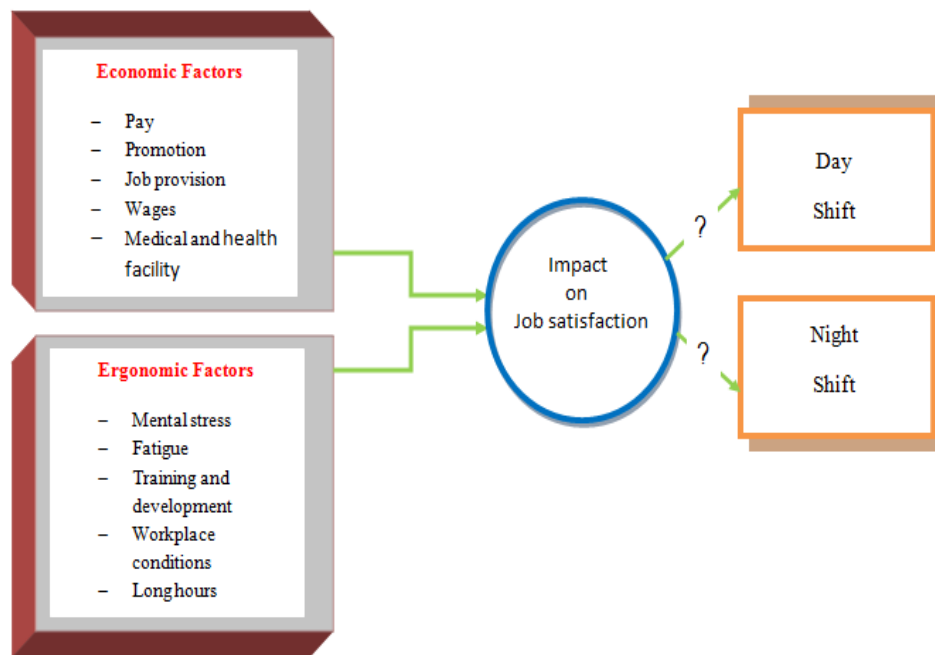 Economic Factors
– Pay
– Promotion
– Job provision
– Wages
– Medical and health
facility
Ergonomic Factors
– Mental stress
– Fatigue
– Training and
development
– Workplace
conditions
– Long hours
Impact
on
Job satisfaction
?
?
Day
Shift
Night
Shift